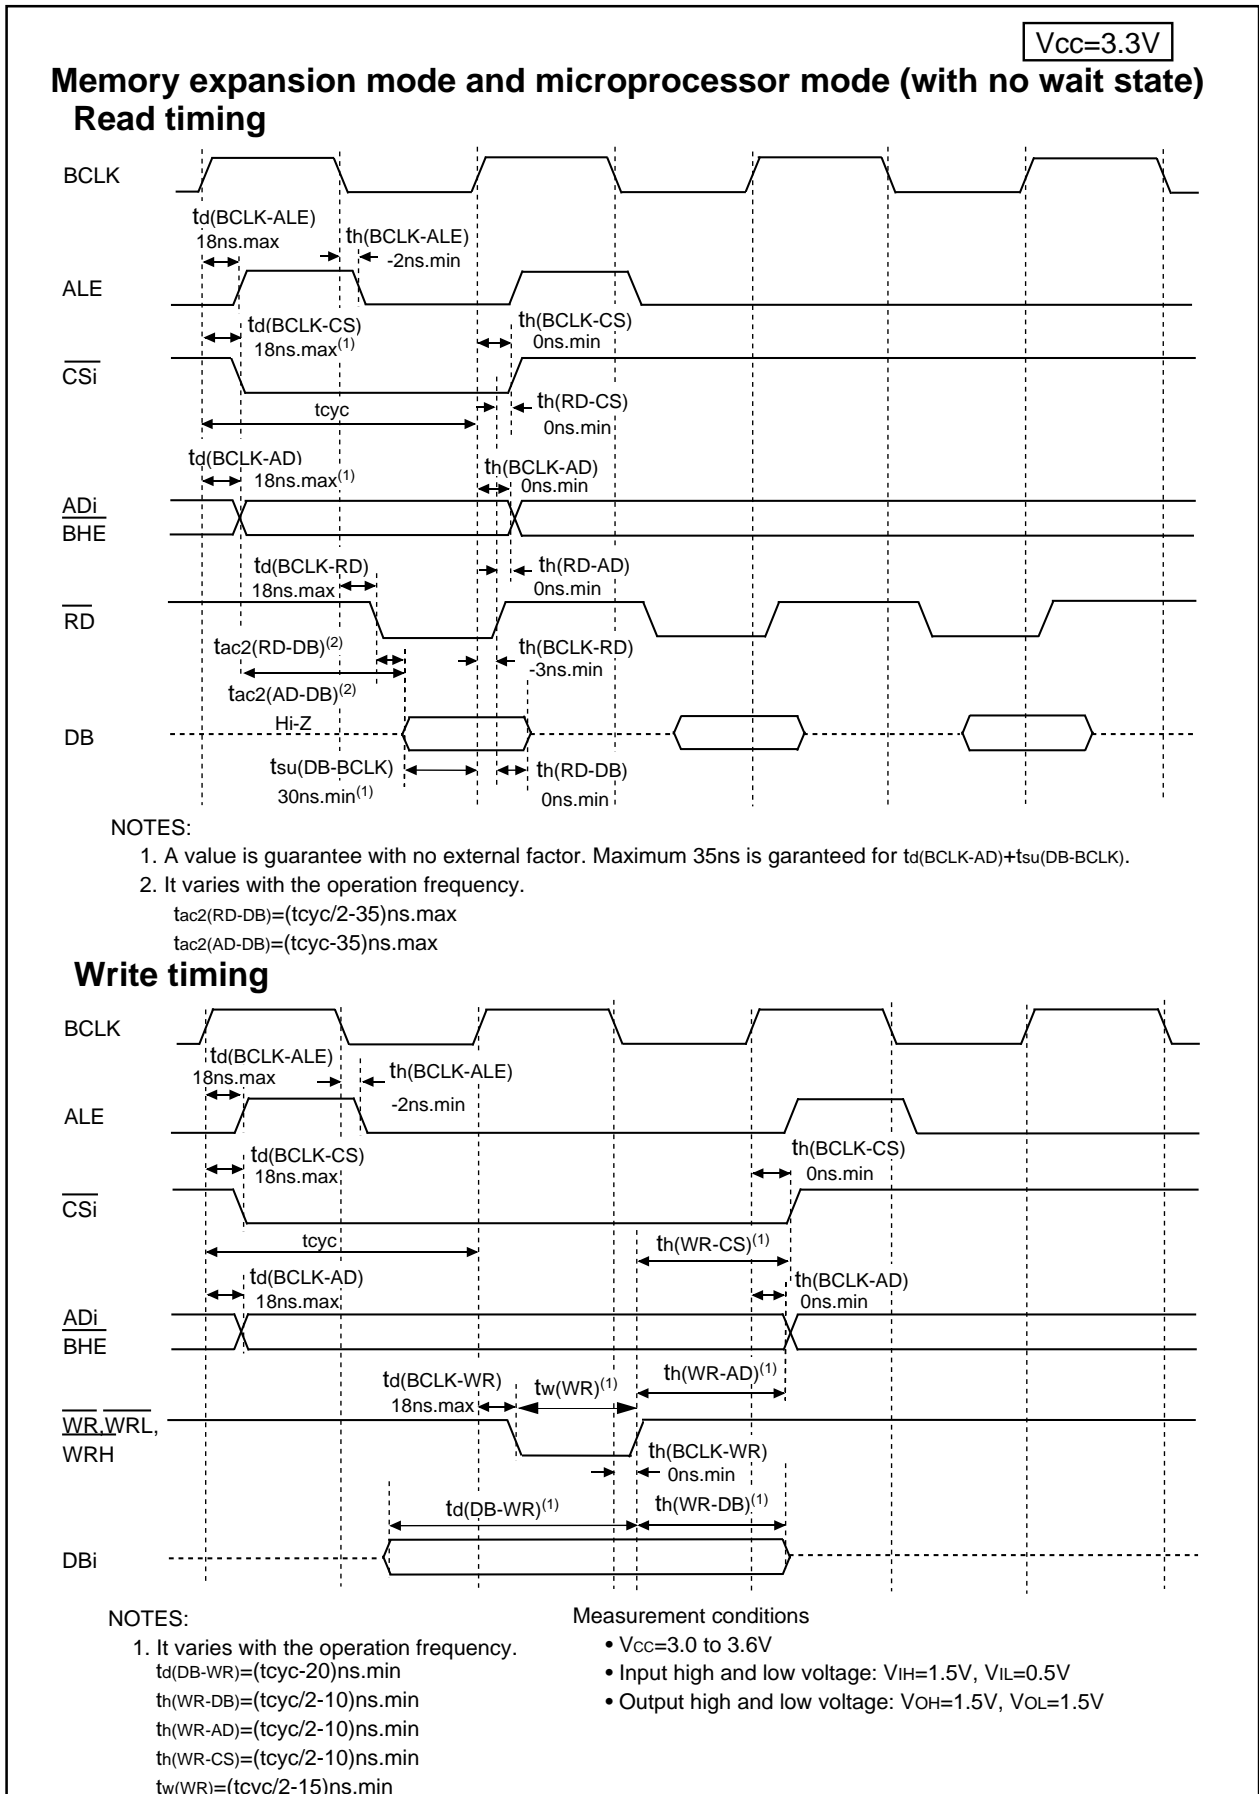 Vcc=3.3V
Memory expansion mode and microprocessor mode (with no wait state)
Read timing
BCLK
td(BCLK-ALE)
18ns.max
th(BCLK-ALE)
-2ns.min
ALE
td(BCLK-CS)
18ns.max(1)
th(BCLK-CS)
0ns.min
CSi
tcyc
th(RD-CS)
0ns.min
td(BCLK-AD)
18ns.max(1)
th(BCLK-AD)
0ns.min
ADi
BHE
td(BCLK-RD)
18ns.max
th(RD-AD)
0ns.min
RD
tac2(RD-DB)(2)
th(BCLK-RD)
-3ns.min
tac2(AD-DB)(2)
Hi-Z
DB
tsu(DB-BCLK)
30ns.min(1)
th(RD-DB)
0ns.min
NOTES:
1. A value is guarantee with no external factor. Maximum 35ns is garanteed for td(BCLK-AD)+tsu(DB-BCLK).
2. It varies with the operation frequency.
tac2(RD-DB)=(tcyc/2-35)ns.max
tac2(AD-DB)=(tcyc-35)ns.max
Write timing
BCLK
td(BCLK-ALE)
18ns.max
th(BCLK-ALE)
-2ns.min
ALE
td(BCLK-CS)
18ns.max
th(BCLK-CS)
0ns.min
CSi
tcyc
th(WR-CS)(1)
td(BCLK-AD)
18ns.max
th(BCLK-AD)
0ns.min
ADi
BHE
td(BCLK-WR)
18ns.max
tw(WR)(1)
th(WR-AD)(1)
WR,WRL,
WRH
th(BCLK-WR)
0ns.min
td(DB-WR)(1)
th(WR-DB)(1)
DBi
NOTES:
1. It varies with the operation frequency.
td(DB-WR)=(tcyc-20)ns.min
th(WR-DB)=(tcyc/2-10)ns.min
th(WR-AD)=(tcyc/2-10)ns.min
th(WR-CS)=(tcyc/2-10)ns.min
tw(WR)=(tcyc/2-15)ns.min
Measurement conditions
• VCC=3.0 to 3.6V
• Input high and low voltage: VIH=1.5V, VIL=0.5V
• Output high and low voltage: VOH=1.5V, VOL=1.5V